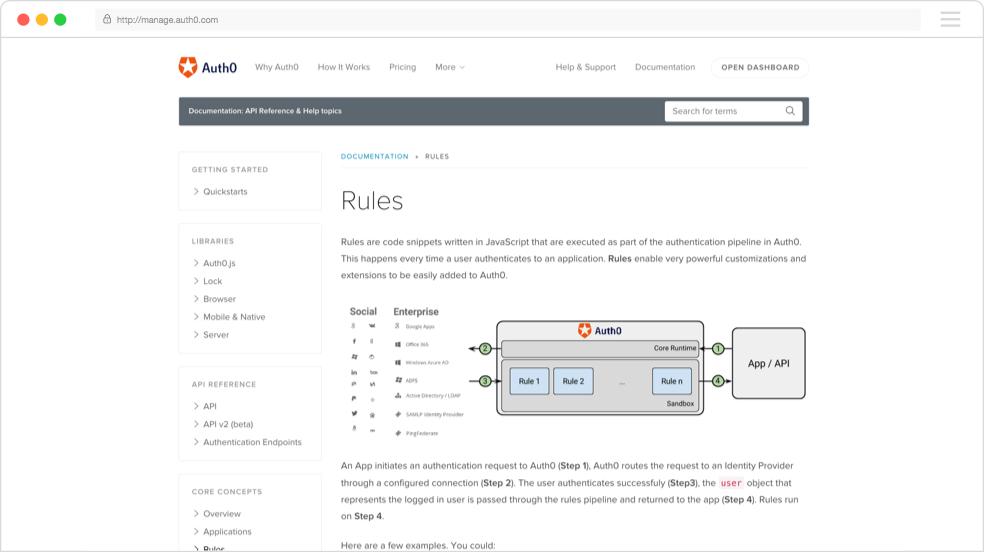 http://manage.auth0.com
Auth0 Why Auth0 How It Works Pricing More Help & Support Documentation OPEN DASHBOARD
Documentation: API Reference & Help topics Search for terms
GETTING STARTED
Quickstarts
LIBRARIES
Auth0.js
Lock
Browser
Mobile & Native
Server
API REFERENCE
API
API v2 (beta)
Authentication Endpoints
CORE CONCEPTS
Overview
Applications
Rules
DOCUMENTATION » RULES
Rules
Rules are code snippets written in JavaScript that are executed as part of the authentication pipeline in Auth0.
This happens every time a user authenticates to an application. Rules enable very powerful customizations and
extensions to be easily added to Auth0.
Social
Enterprise
Google Apps
Office 365
Windows Azure AD
ADFS
Active Directory / LDAP
SAMLP Identity Provider
PingFederate
Auth0
Core Runtime
2
1
3
4
Rule 1
Rule 2
...
Rule n
Sandbox
App / API
An App initiates an authentication request to Auth0 (Step 1), Auth0 routes the request to an Identity Provider
through a configured connection (Step 2). The user authenticates successfuly (Step3), the user object that
represents the logged in user is passed through the rules pipeline and returned to the app (Step 4). Rules run
on Step 4.
Here are a few examples. You could: